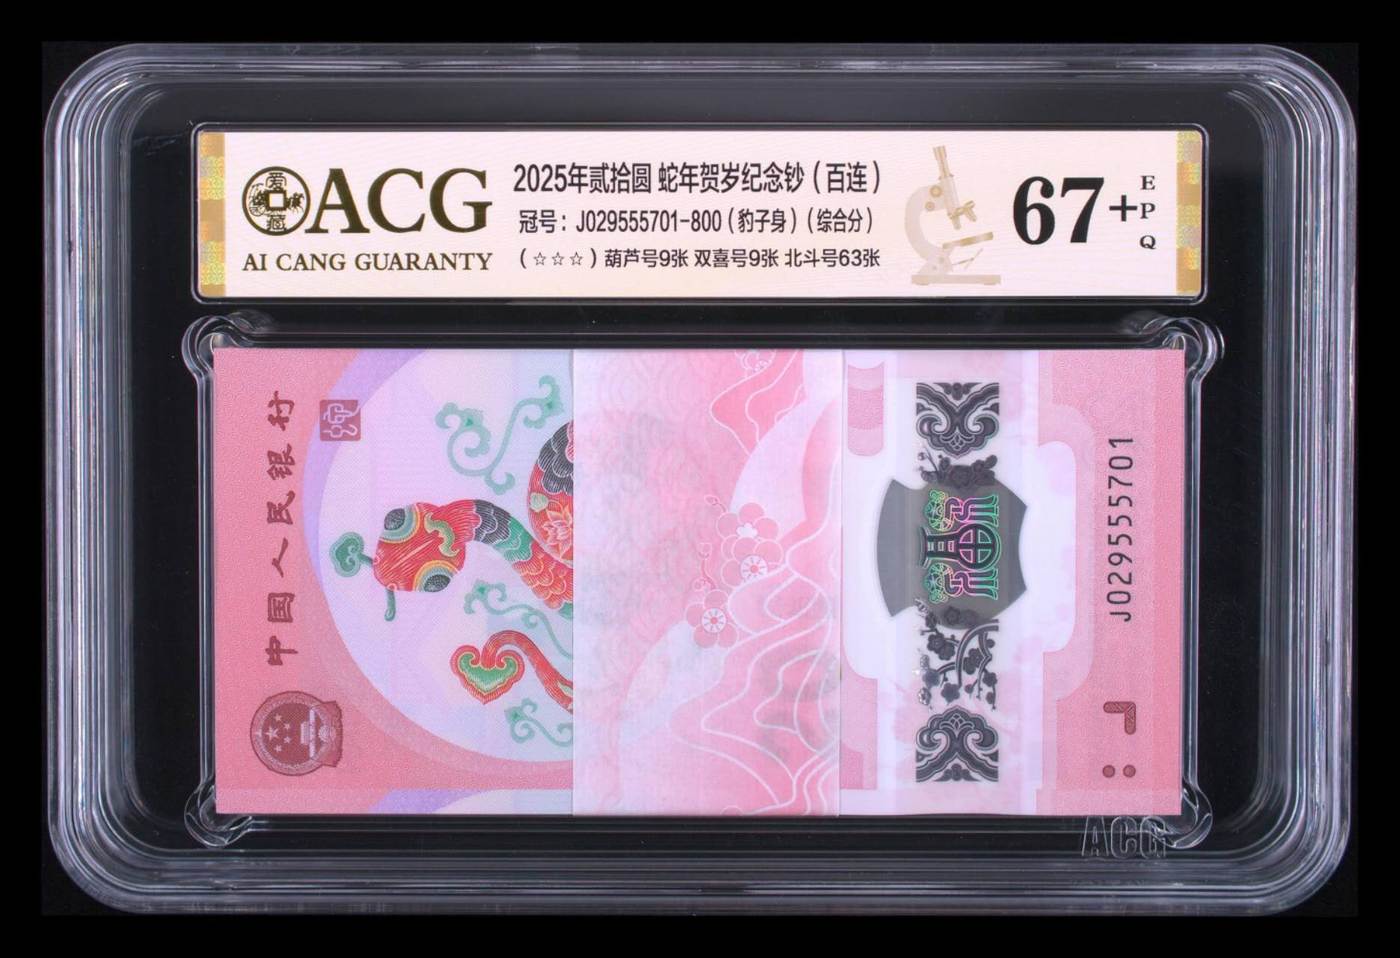 ACG
AI CANG GUARANTY
2025年贰拾圆 蛇年贺岁纪念钞（百连）
冠号：J029555701-800（豹子身）（综合分）
（☆☆☆）葫芦号9张 双喜号9张 北斗号63张
67+
EPQ
中国人民银行
福
J029555701
ACG